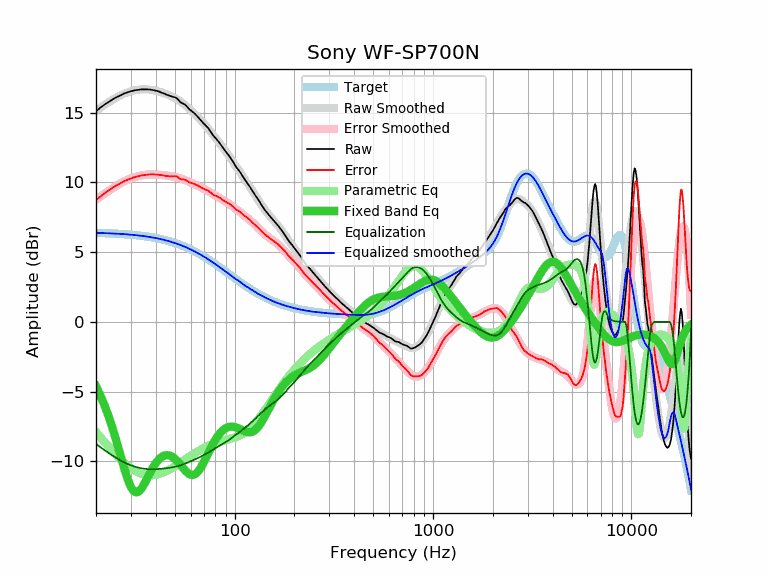 Sony WF-SP700N
Target
Raw Smoothed
Error Smoothed
Raw
Error
Parametric Eq
Fixed Band Eq
Equalization
Equalized smoothed
Amplitude (dBr)
15
10
5
0
−5
−10
100
1000
10000
Frequency (Hz)